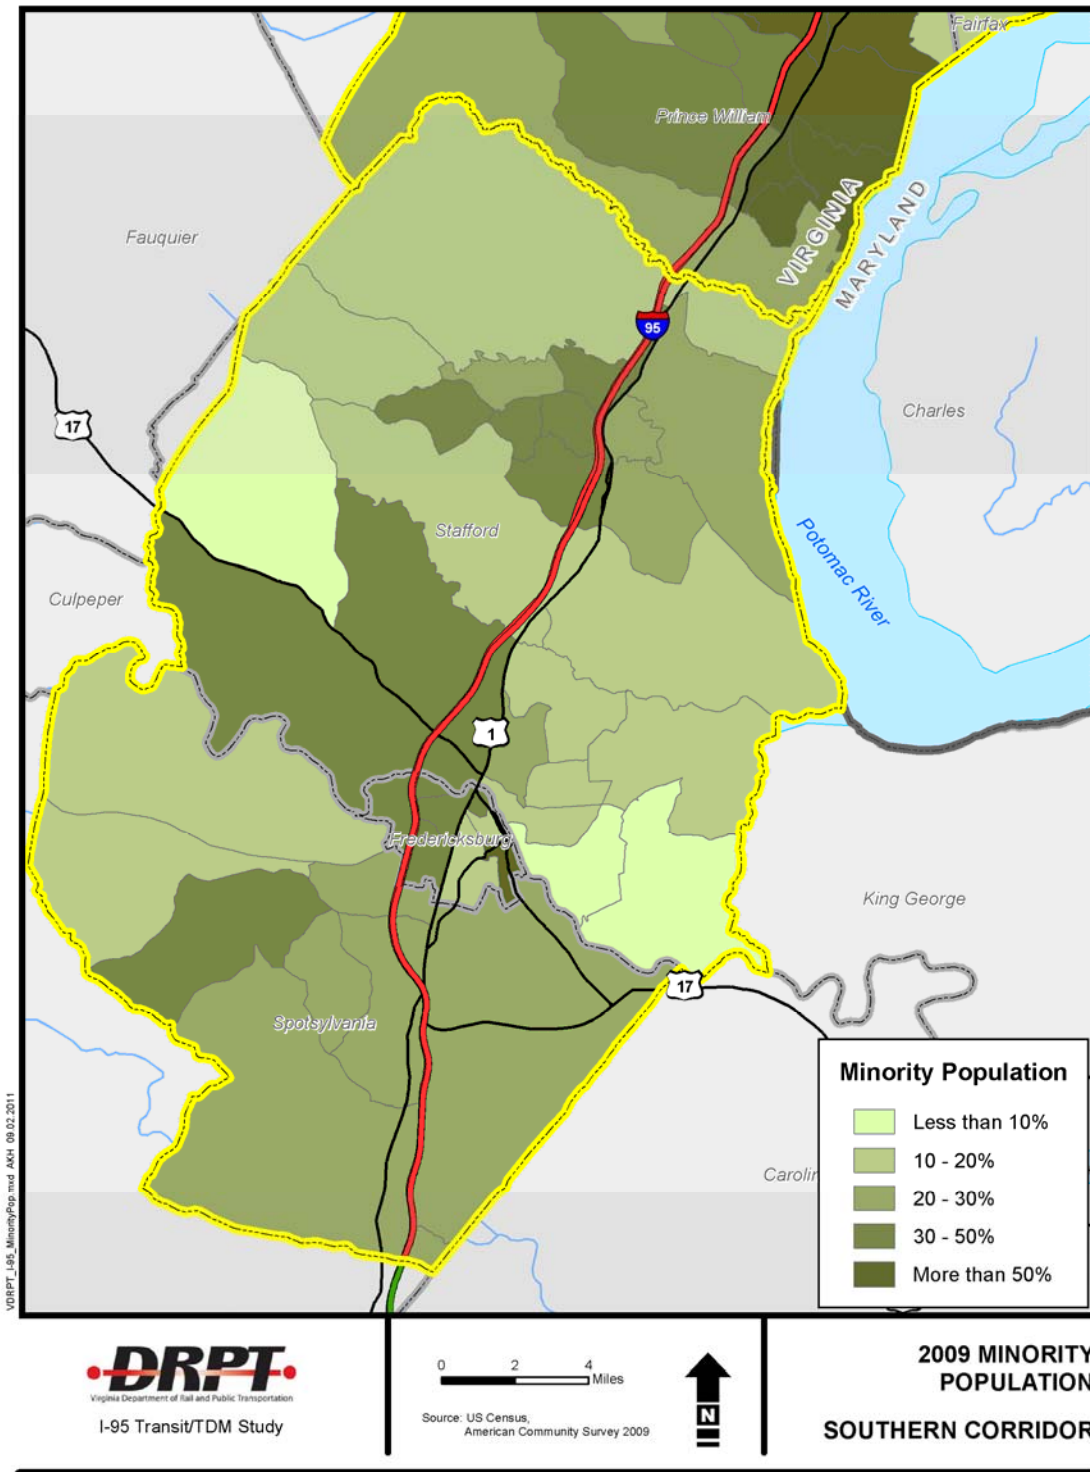 Fairfax
Prince William
VIRGINIA
MARYLAND
Fauquier
95
Charles
17
Stafford
Potomac River
Culpeper
1
Fredericksburg
King George
17
Spotsylvania
Minority Population
Less than 10%
10 - 20%
20 - 30%
30 - 50%
More than 50%
Carolin
VDRPT_I-95_MinorityPop.mxd AKH 09.02.2011
DRPT
Virginia Department of Rail and Public Transportation
I-95 Transit/TDM Study
0 2 4
Miles
Source: US Census,
American Community Survey 2009
N
2009 MINORITY
POPULATION
SOUTHERN CORRIDOR